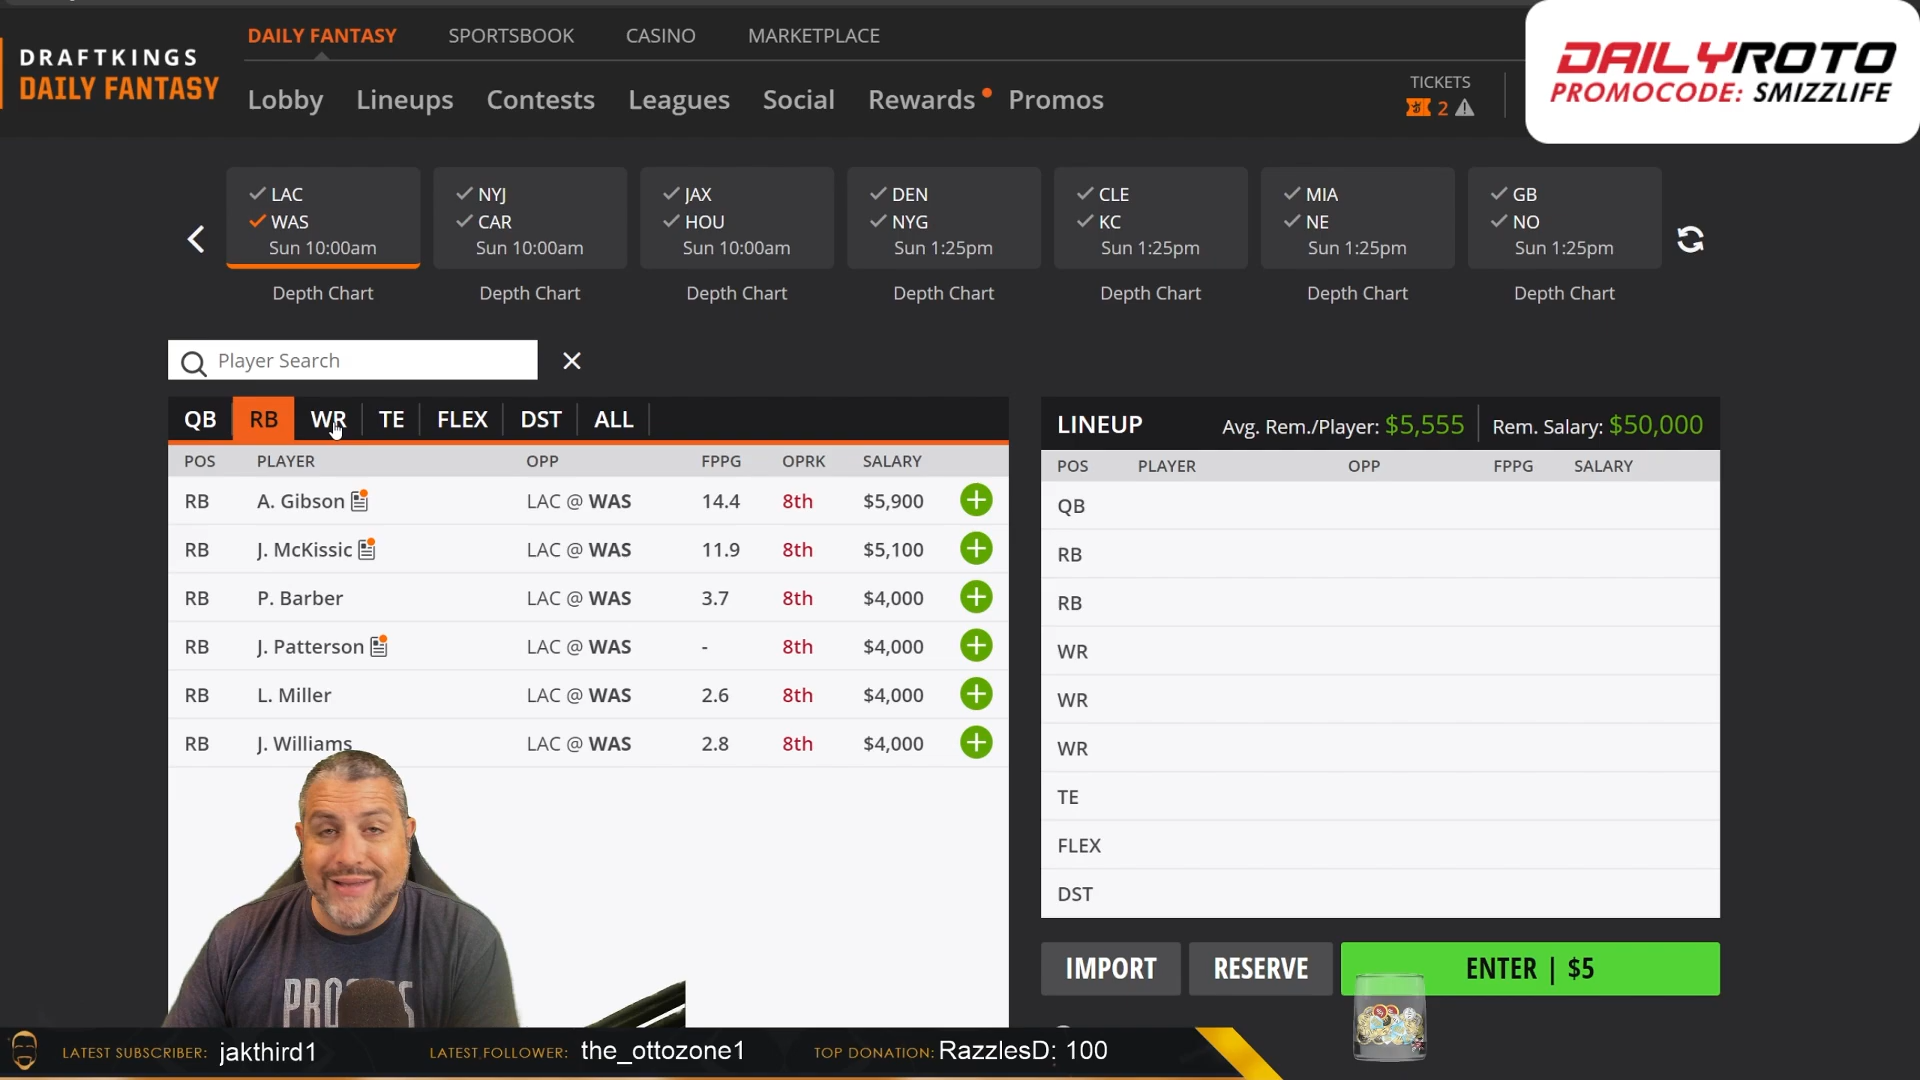 DRAFTKINGS
DAILY FANTASY
DAILY FANTASY SPORTSBOOK CASINO MARKETPLACE
Lobby Lineups Contests Leagues Social Rewards Promos
TICKETS
2
DAILYROTO
PROMOCODE: SMIZZLIFE
LAC NYJ JAX DEN CLE MIA GB
WAS CAR HOU NYG KC NE NO
Sun 10:00am Sun 10:00am Sun 10:00am Sun 1:25pm Sun 1:25pm Sun 1:25pm Sun 1:25pm
Depth Chart Depth Chart Depth Chart Depth Chart Depth Chart Depth Chart Depth Chart
Player Search
QB RB WR TE FLEX DST ALL
POS PLAYER OPP FPPG OPRK SALARY
RB A. Gibson LAC @ WAS 14.4 8th $5,900
RB J. McKissic LAC @ WAS 11.9 8th $5,100
RB P. Barber LAC @ WAS 3.7 8th $4,000
RB J. Patterson LAC @ WAS - 8th $4,000
RB L. Miller LAC @ WAS 2.6 8th $4,000
RB J. Williams LAC @ WAS 2.8 8th $4,000
LINEUP Avg. Rem./Player: $5,555 Rem. Salary: $50,000
POS PLAYER OPP FPPG SALARY
QB
RB
RB
WR
WR
WR
TE
FLEX
DST
IMPORT RESERVE ENTER | $5
LATEST SUBSCRIBER: jakthird1 LATEST FOLLOWER: the_ottozone1 TOP DONATION: RazzlesD: 100